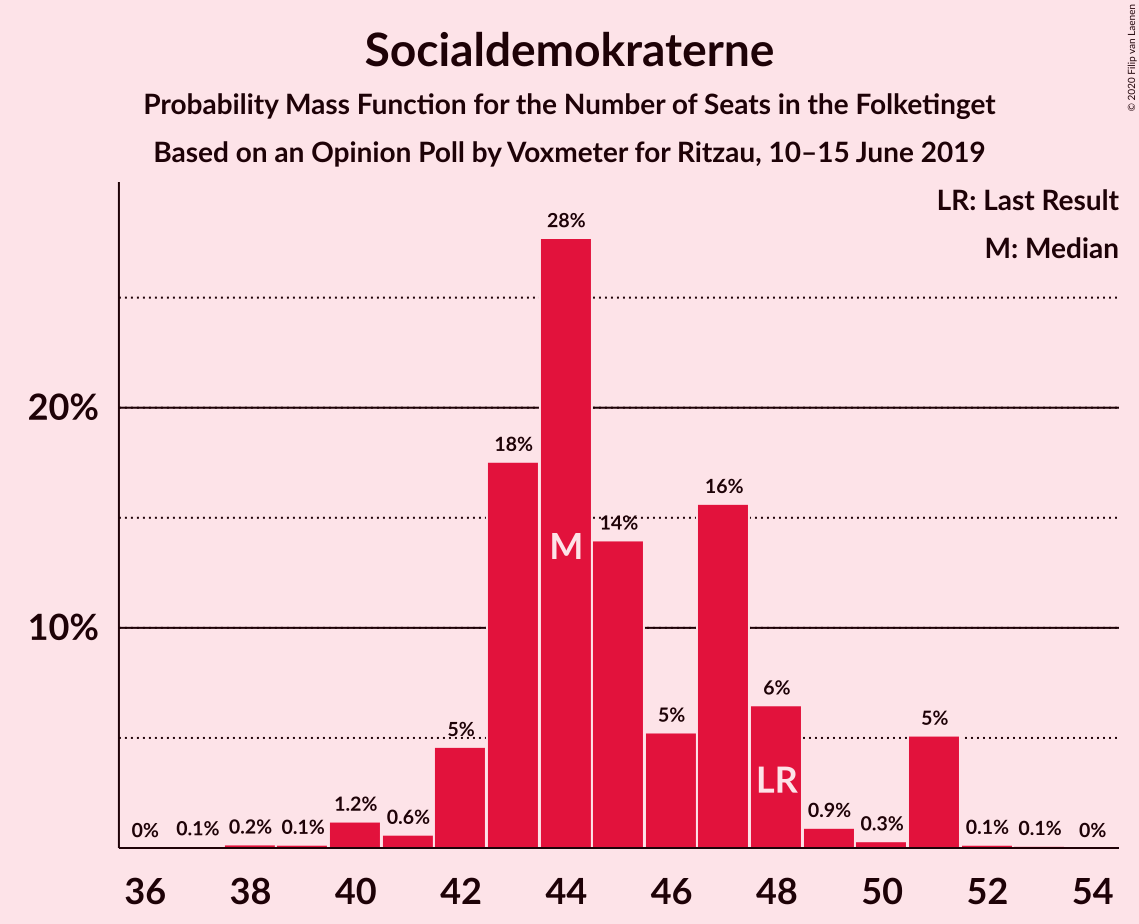 Socialdemokraterne
Probability Mass Function for the Number of Seats in the Folketinget
Based on an Opinion Poll by Voxmeter for Ritzau, 10–15 June 2019
© 2020 Filip van Laenen
LR: Last Result
M: Median
20%
10%
0%
0.1%
0.2%
0.1%
1.2%
0.6%
5%
18%
28%
14%
5%
16%
6%
0.9%
0.3%
5%
0.1%
0.1%
0%
M
LR
36 38 40 42 44 46 48 50 52 54